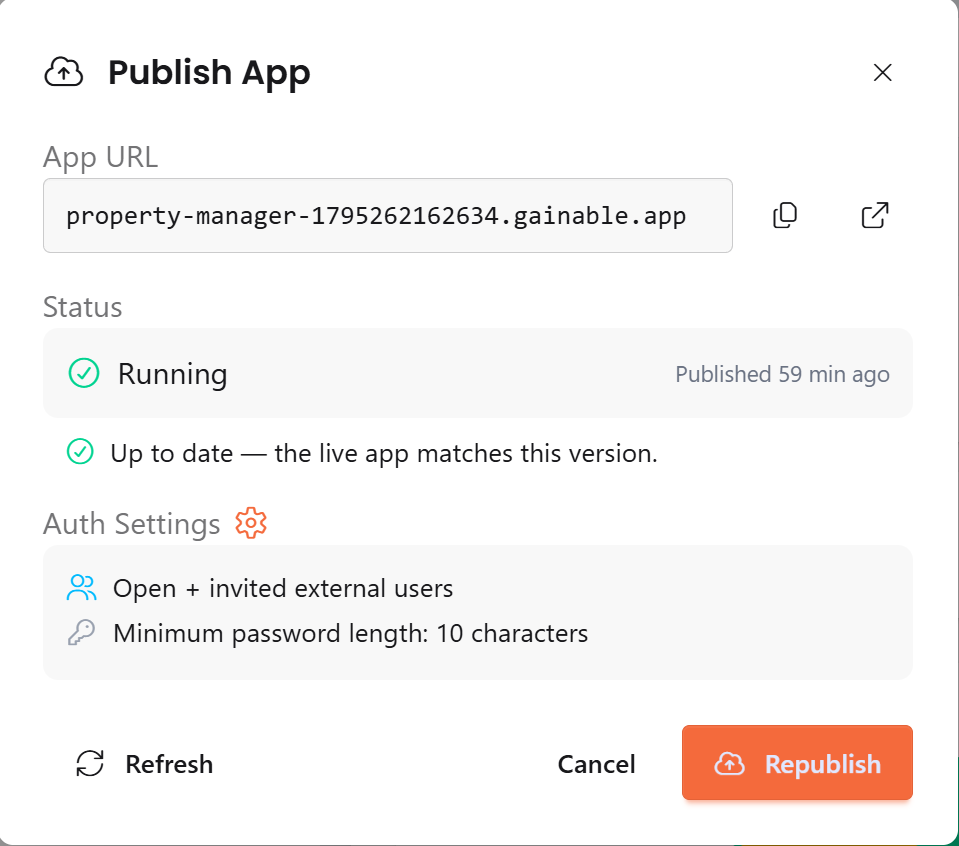 Publish App
App URL
property-manager-1795262162634.gainable.app
Status
Running
Published 59 min ago
Up to date — the live app matches this version.
Auth Settings
Open + invited external users
Minimum password length: 10 characters
Refresh
Cancel
Republish